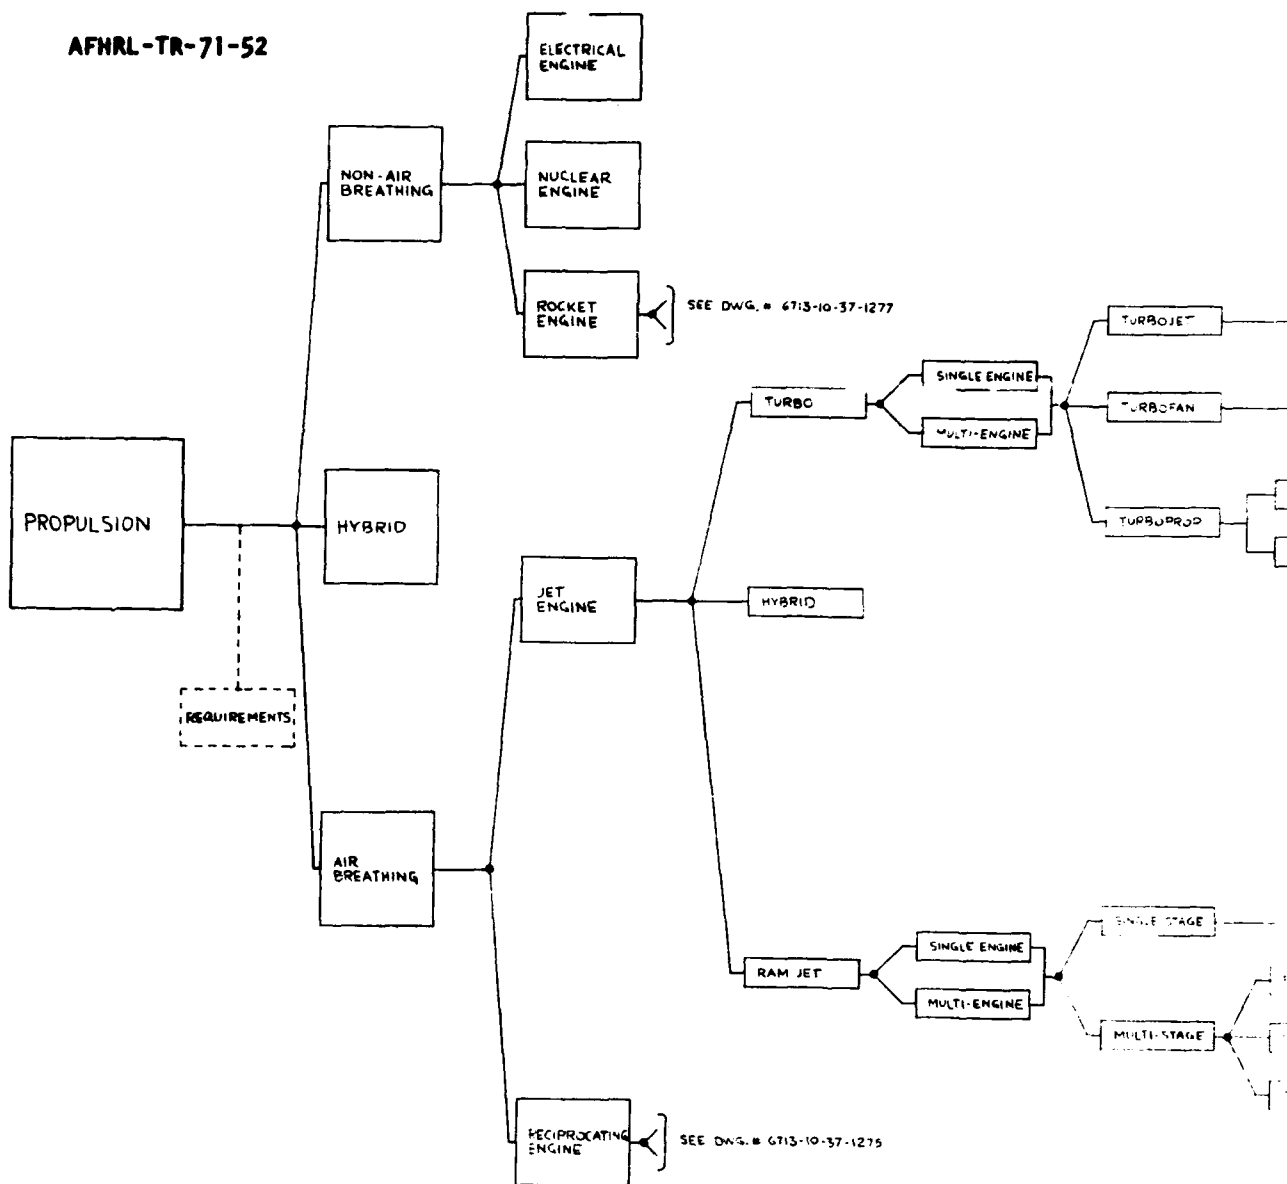 AFHRL-TR-71-52
ELECTRICAL
ENGINE
NON-AIR
BREATHING
NUCLEAR
ENGINE
ROCKET
ENGINE
SEE DWG. # 6713-10-37-1277
TURBOJET
SINGLE ENGINE
TURBO
TURBOFAN
MULTI-ENGINE
PROPULSION
HYBRID
TURBOPROP
JET
ENGINE
HYBRID
REQUIREMENTS
AIR
BREATHING
SINGLE STAGE
SINGLE ENGINE
RAM JET
MULTI-ENGINE
MULTI-STAGE
RECIPROCATING
ENGINE
SEE DWG. # 6713-10-37-1275